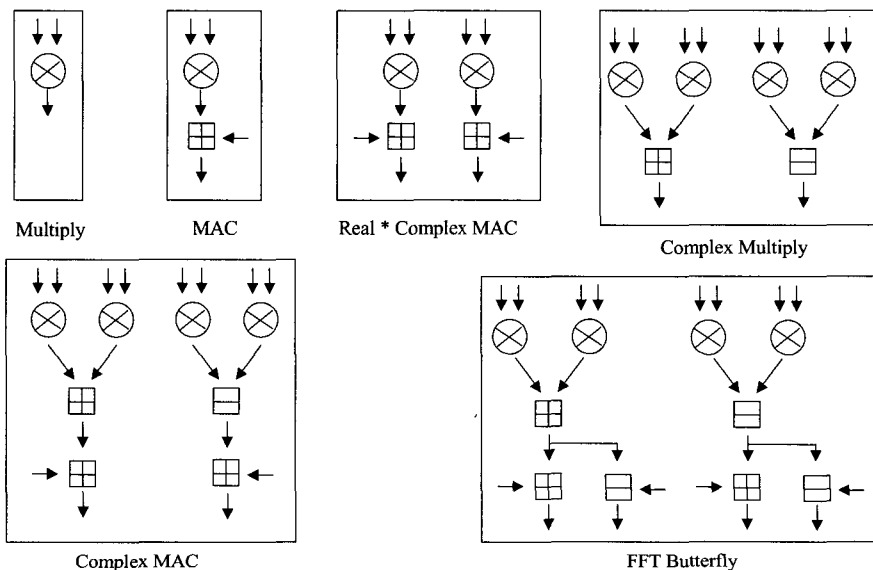 Multiply
MAC
Real * Complex MAC
Complex Multiply
Complex MAC
FFT Butterfly